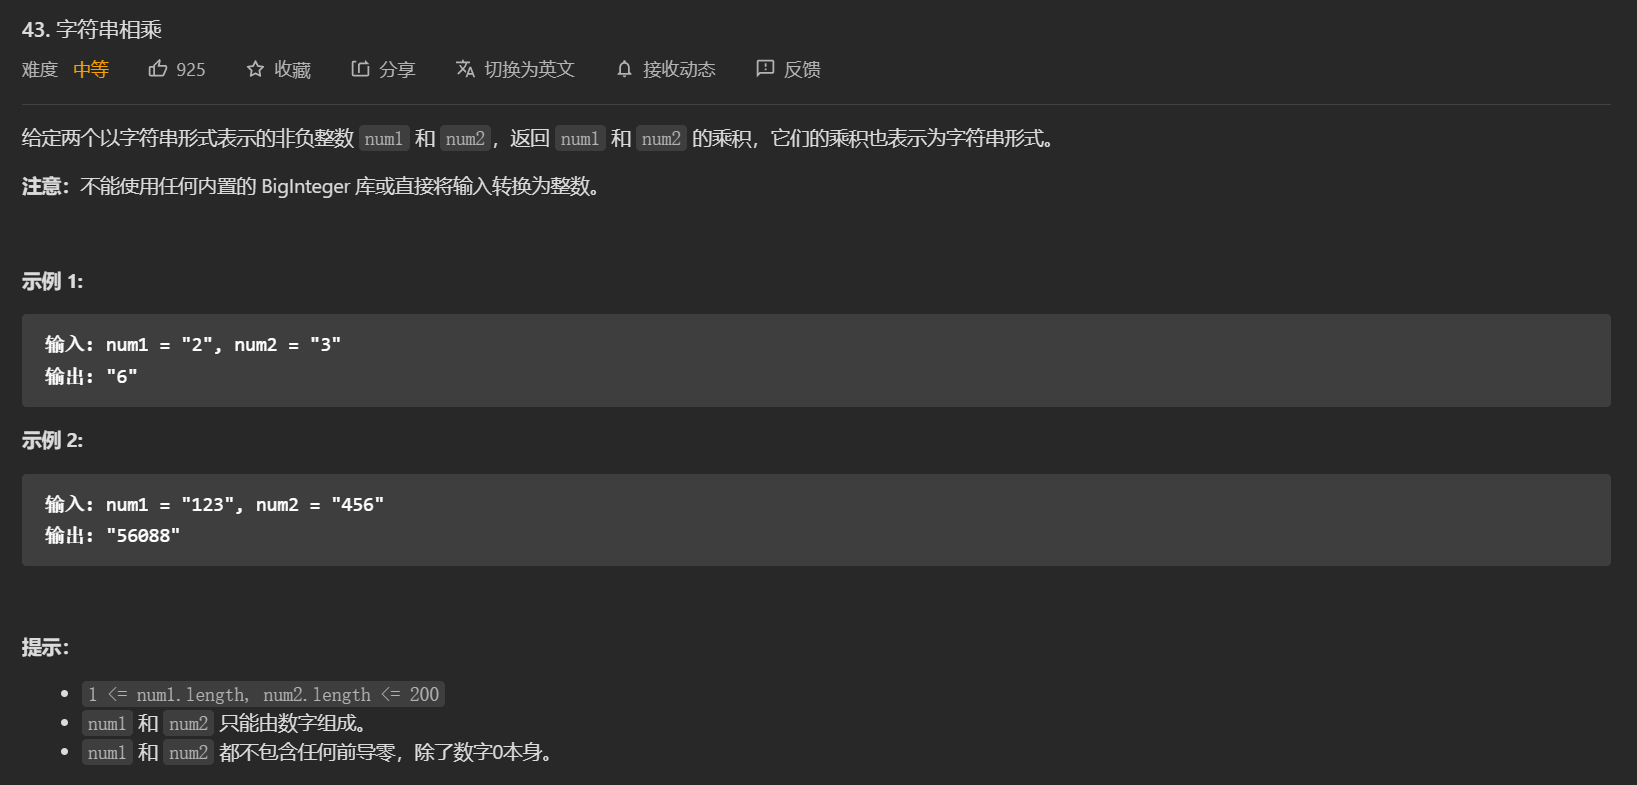 43. 字符串相乘
难度 中等 925 收藏 分享 切换为英文 接收动态 反馈
给定两个以字符串形式表示的非负整数 num1 和 num2，返回 num1 和 num2 的乘积，它们的乘积也表示为字符串形式。
注意：不能使用任何内置的 BigInteger 库或直接将输入转换为整数。
示例 1:
输入: num1 = "2", num2 = "3"
输出: "6"
示例 2:
输入: num1 = "123", num2 = "456"
输出: "56088"
提示：
• 1 <= num1.length, num2.length <= 200
• num1 和 num2 只能由数字组成。
• num1 和 num2 都不包含任何前导零，除了数字0本身。